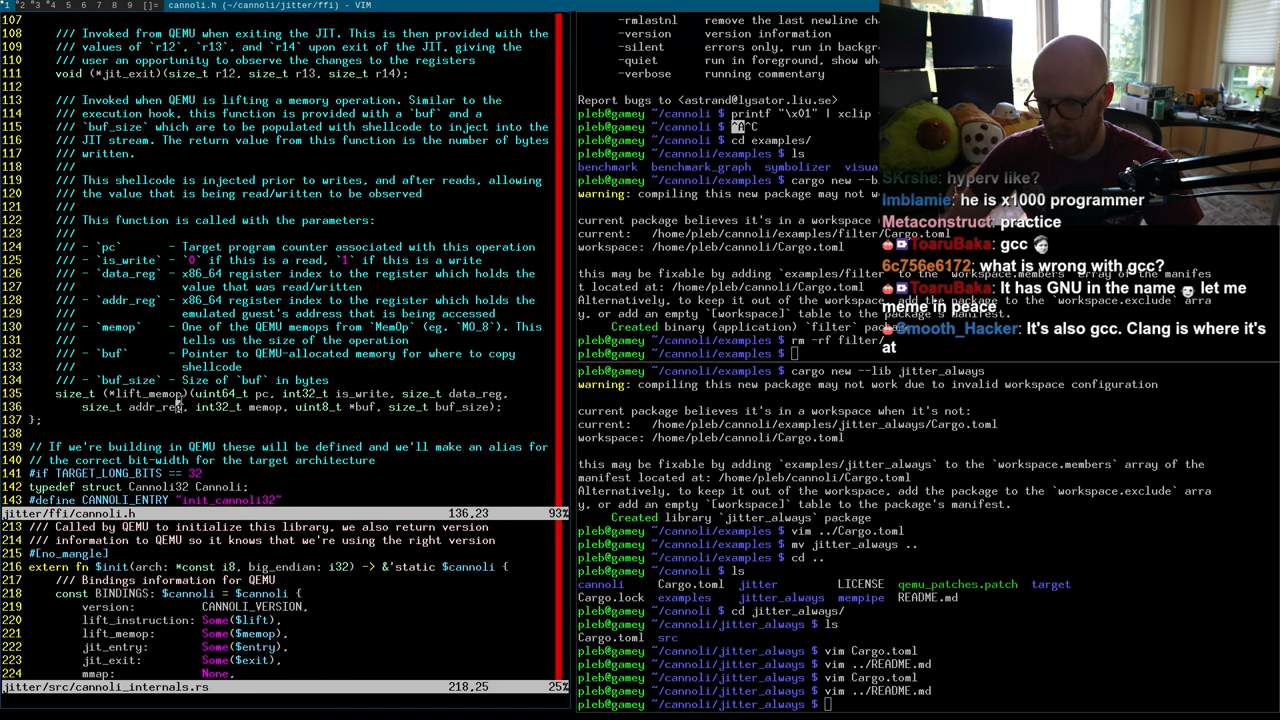 1 2 3 4 5 6 7 8 9 []= cannoli.h (~/cannoli/jitter/ffi) - VIM
107
108 /// Invoked from QEMU when exiting the JIT. This is then provided with the
109 /// values of `r12`, `r13`, and `r14` upon exit of the JIT, giving the
110 /// user an opportunity to observe the changes to the registers
111 void (*jit_exit)(size_t r12, size_t r13, size_t r14);
112
113 /// Invoked when QEMU is lifting a memory operation. Similar to the
114 /// execution hook, this function is provided with a `buf` and a
115 /// `buf_size` which are to be populated with shellcode to inject into the
116 /// JIT stream. The return value from this function is the number of bytes
117 /// written.
118 ///
119 /// This shellcode is injected prior to writes, and after reads, allowing
120 /// the value that is being read/written to be observed
121 ///
122 /// This function is called with the parameters:
123 ///
124 /// - `pc` - Target program counter associated with this operation
125 /// - `is_write` - `0` if this is a read, `1` if this is a write
126 /// - `data_reg` - x86_64 register index to the register which holds the
127 /// value that was read/written
128 /// - `addr_reg` - x86_64 register index to the register which holds the
129 /// emulated guest's address that is being accessed
130 /// - `memop` - One of the QEMU memops from `MemOp` (eg. `MO_8`). This
131 /// tells us the size of the operation
132 /// - `buf` - Pointer to QEMU-allocated memory for where to copy
133 /// shellcode
134 /// - `buf_size` - Size of `buf` in bytes
135 size_t (*lift_memop)(uint64_t pc, int32_t is_write, size_t data_reg,
136 size_t addr_reg, int32_t memop, uint8_t *buf, size_t buf_size);
137 };
138
139 // If we're building in QEMU these will be defined and we'll make an alias for
140 // the correct bit-width for the target architecture
141 #if TARGET_LONG_BITS == 32
142 typedef struct Cannoli32 Cannoli;
143 #define CANNOLI_ENTRY "init_cannoli32"
jitter/ffi/cannoli.h 136,23 93%
213 /// Called by QEMU to initialize this library, we also return version
214 /// information to QEMU so it knows that we're using the right version
215 #[no_mangle]
216 extern fn $init(arch: *const i8, big_endian: i32) -> &'static $cannoli {
217 /// Bindings information for QEMU
218 const BINDINGS: $cannoli = $cannoli {
219 version: CANNOLI_VERSION,
220 lift_instruction: Some($lift),
221 lift_memop: Some($memop),
222 jit_entry: Some($entry),
223 jit_exit: Some($exit),
224 mmap: None,
jitter/src/cannoli_internals.rs 218,25 25%
-rmlastnl remove the last newline cha
-version version information
-silent errors only, run in backgr
-quiet run in foreground, show wh
-verbose running commentary
Report bugs to <astrand@lysator.liu.se>
pleb@gamey ~/cannoli $ printf "\x01" | xclip
pleb@gamey ~/cannoli $ ^A^C
pleb@gamey ~/cannoli $ cd examples/
pleb@gamey ~/cannoli/examples $ ls
benchmark benchmark_graph symbolizer visua
pleb@gamey ~/cannoli/examples $ cargo new --b
warning: compiling this new package may not w
current package believes it's in a workspace
current: /home/pleb/cannoli/examples/filter/Cargo.toml
workspace: /home/pleb/cannoli/Cargo.toml
this may be fixable by adding `examples/filter` to the `workspace.members` array of the manifes
t located at: /home/pleb/cannoli/Cargo.toml
Alternatively, to keep it out of the workspace, add the package to the `workspace.exclude` arra
y, or add an empty `[workspace]` table to the package's manifest.
Created binary (application) `filter` package
pleb@gamey ~/cannoli/examples $ rm -rf filter/
pleb@gamey ~/cannoli/examples $
SKrshe: hyperv like?
Imblamie: he is x1000 programmer
Metaconstruct: practice
ToaruBaka: gcc
6c756e6172: what is wrong with gcc?
ToaruBaka: It has GNU in the name let me
meme in peace
Smooth_Hacker: It's also gcc. Clang is where it's
at
pleb@gamey ~/cannoli/examples $ cargo new --lib jitter_always
warning: compiling this new package may not work due to invalid workspace configuration
current package believes it's in a workspace when it's not:
current: /home/pleb/cannoli/examples/jitter_always/Cargo.toml
workspace: /home/pleb/cannoli/Cargo.toml
this may be fixable by adding `examples/jitter_always` to the `workspace.members` array of the
manifest located at: /home/pleb/cannoli/Cargo.toml
Alternatively, to keep it out of the workspace, add the package to the `workspace.exclude` arra
y, or add an empty `[workspace]` table to the package's manifest.
Created library `jitter_always` package
pleb@gamey ~/cannoli/examples $ vim ../Cargo.toml
pleb@gamey ~/cannoli/examples $ mv jitter_always ..
pleb@gamey ~/cannoli/examples $ cd ..
pleb@gamey ~/cannoli $ ls
cannoli Cargo.toml jitter LICENSE qemu_patches.patch target
Cargo.lock examples jitter_always mempipe README.md
pleb@gamey ~/cannoli $ cd jitter_always/
pleb@gamey ~/cannoli/jitter_always $ ls
Cargo.toml src
pleb@gamey ~/cannoli/jitter_always $ vim Cargo.toml
pleb@gamey ~/cannoli/jitter_always $ vim ../README.md
pleb@gamey ~/cannoli/jitter_always $ vim Cargo.toml
pleb@gamey ~/cannoli/jitter_always $ vim ../README.md
pleb@gamey ~/cannoli/jitter_always $